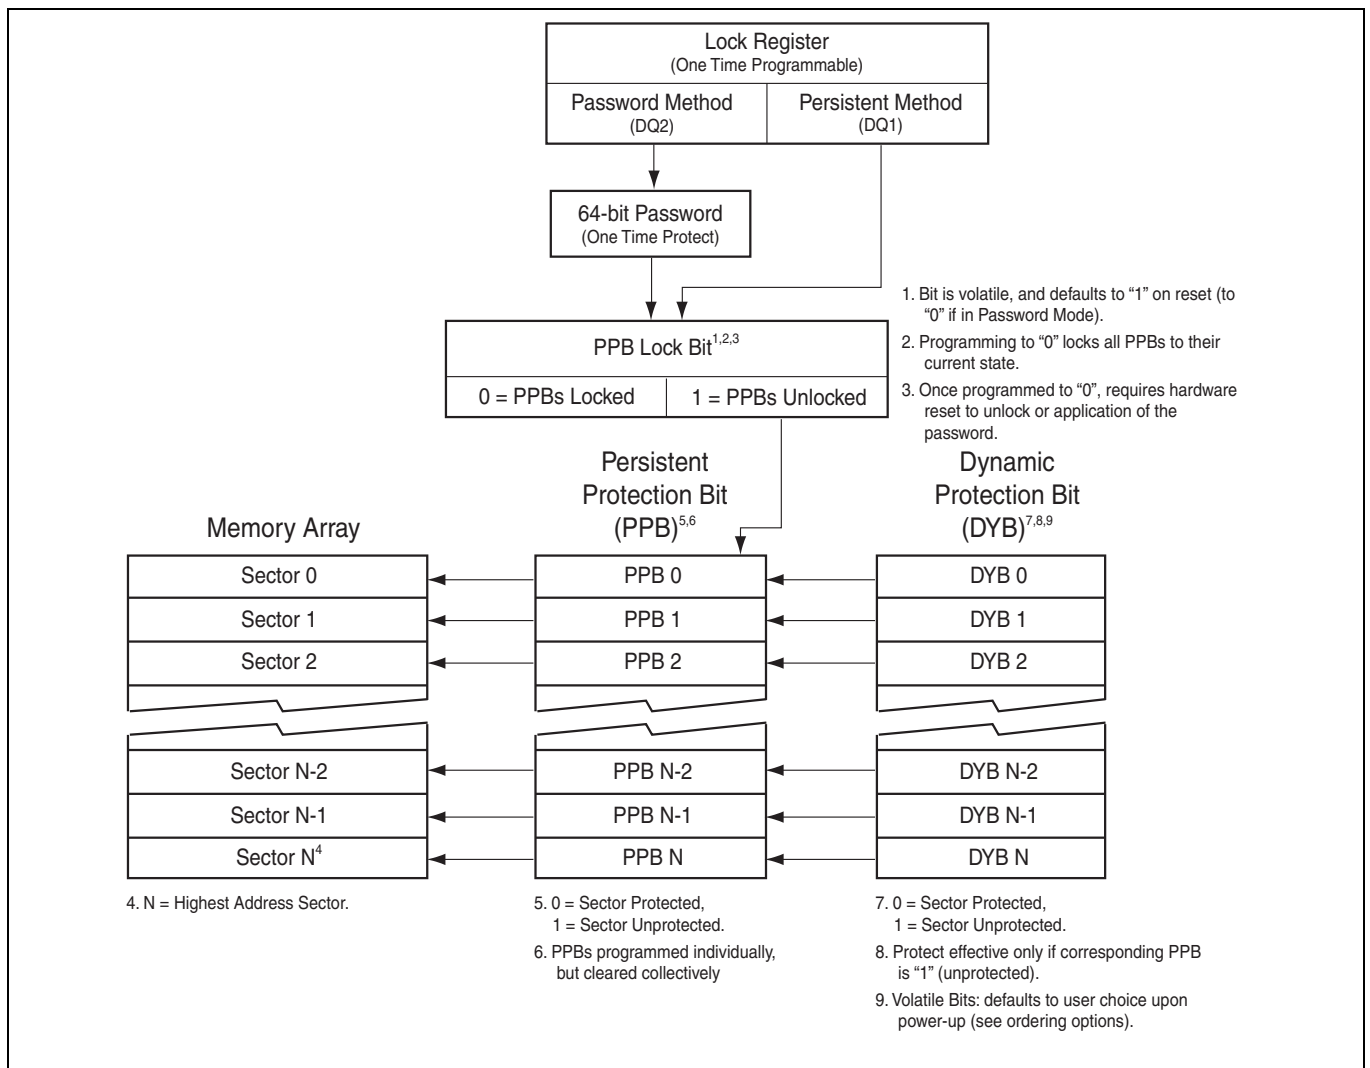 Lock Register
(One Time Programmable)
Password Method
(DQ2)
Persistent Method
(DQ1)
64-bit Password
(One Time Protect)
PPB Lock Bit1,2,3
0 = PPBs Locked
1 = PPBs Unlocked
1. Bit is volatile, and defaults to “1” on reset (to
“0” if in Password Mode).
2. Programming to “0” locks all PPBs to their
current state.
3. Once programmed to “0”, requires hardware
reset to unlock or application of the
password.
Memory Array
Persistent
Protection Bit
(PPB)5,6
Dynamic
Protection Bit
(DYB)7,8,9
Sector 0
PPB 0
DYB 0
Sector 1
PPB 1
DYB 1
Sector 2
PPB 2
DYB 2
Sector N-2
PPB N-2
DYB N-2
Sector N-1
PPB N-1
DYB N-1
Sector N4
PPB N
DYB N
4. N = Highest Address Sector.
5. 0 = Sector Protected,
1 = Sector Unprotected.
6. PPBs programmed individually,
but cleared collectively
7. 0 = Sector Protected,
1 = Sector Unprotected.
8. Protect effective only if corresponding PPB
is “1” (unprotected).
9. Volatile Bits: defaults to user choice upon
power-up (see ordering options).